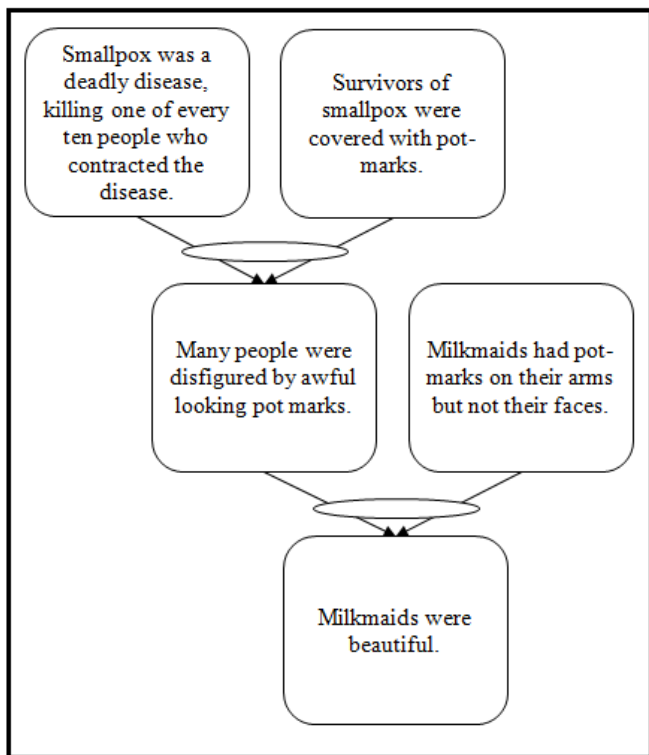 Smallpox was a
deadly disease,
killing one of every
ten people who
contracted the
disease.
Survivors of
smallpox were
covered with pot-
marks.
Many people were
disfigured by awful
looking pot marks.
Milkmaids had pot-
marks on their arms
but not their faces.
Milkmaids were
beautiful.